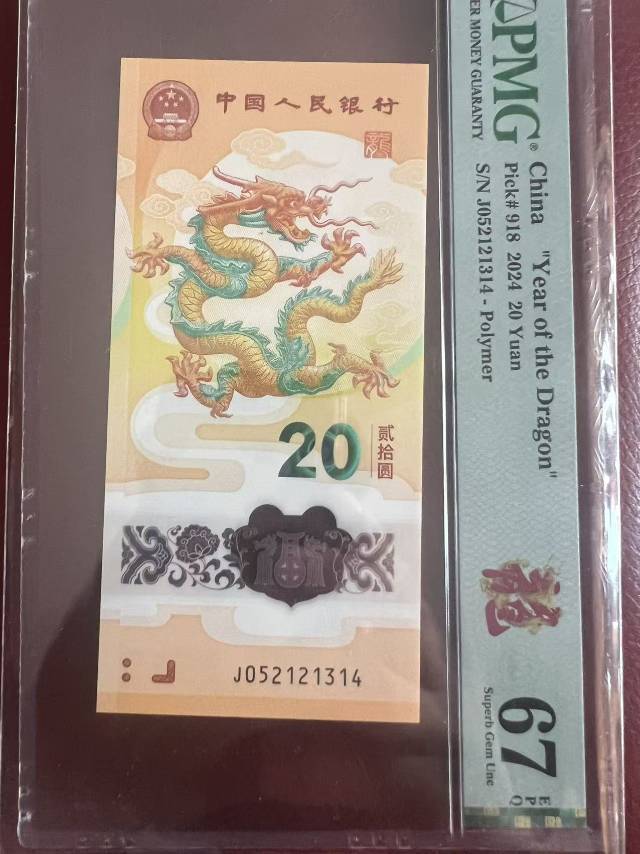 中国人民银行
龍
20
贰拾圆
J052121314
PMG®
ER MONEY GUARANTY
China "Year of the Dragon"
Pick# 918 2024 20 Yuan
S/N J052121314 - Polymer
67
EPQ
Superb Gem Unc